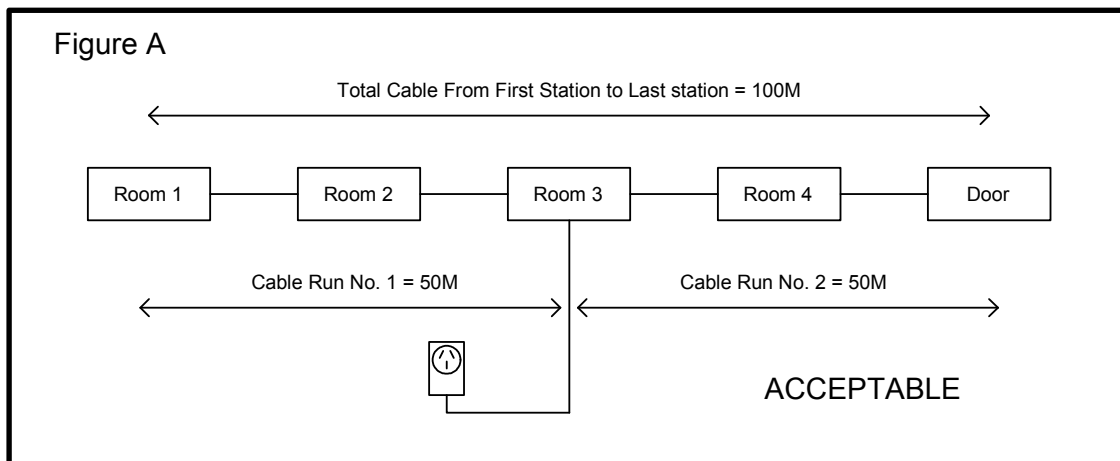 Figure A
Total Cable From First Station to Last station = 100M
Room 1
Room 2
Room 3
Room 4
Door
Cable Run No. 1 = 50M
Cable Run No. 2 = 50M
ACCEPTABLE